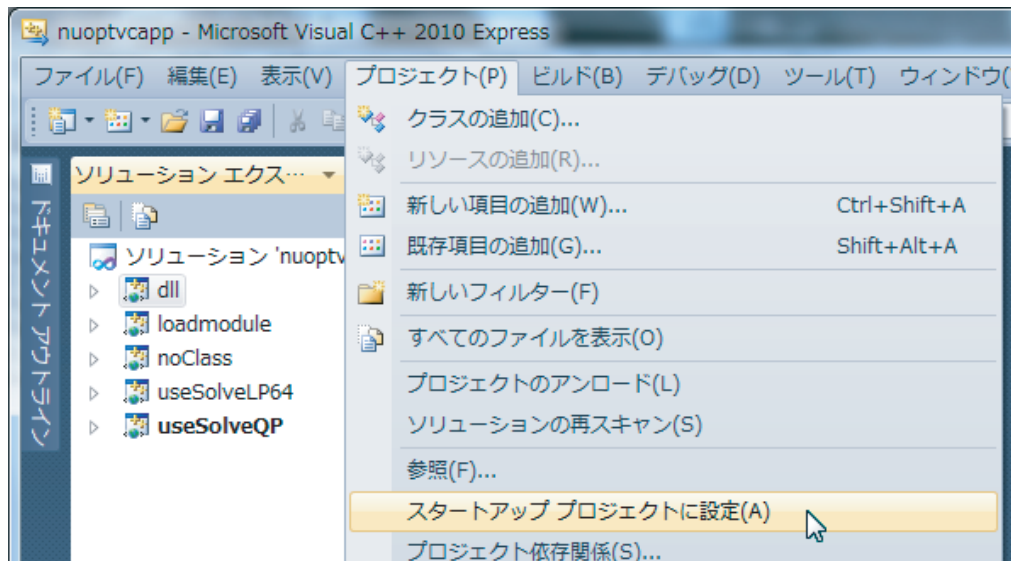 nuoptvcapp - Microsoft Visual C++ 2010 Express
ファイル(F) 編集(E) 表示(V) プロジェクト(P) ビルド(B) デバッグ(D) ツール(T) ウィンドウ(
ドキュメント アウトライン
ソリューション エクス…
ソリューション 'nuoptv
dll
loadmodule
noClass
useSolveLP64
useSolveQP
クラスの追加(C)...
リソースの追加(R)...
新しい項目の追加(W)... Ctrl+Shift+A
既存項目の追加(G)... Shift+Alt+A
新しいフィルター(F)
すべてのファイルを表示(O)
プロジェクトのアンロード(L)
ソリューションの再スキャン(S)
参照(F)...
スタートアップ プロジェクトに設定(A)
プロジェクト依存関係(S)...